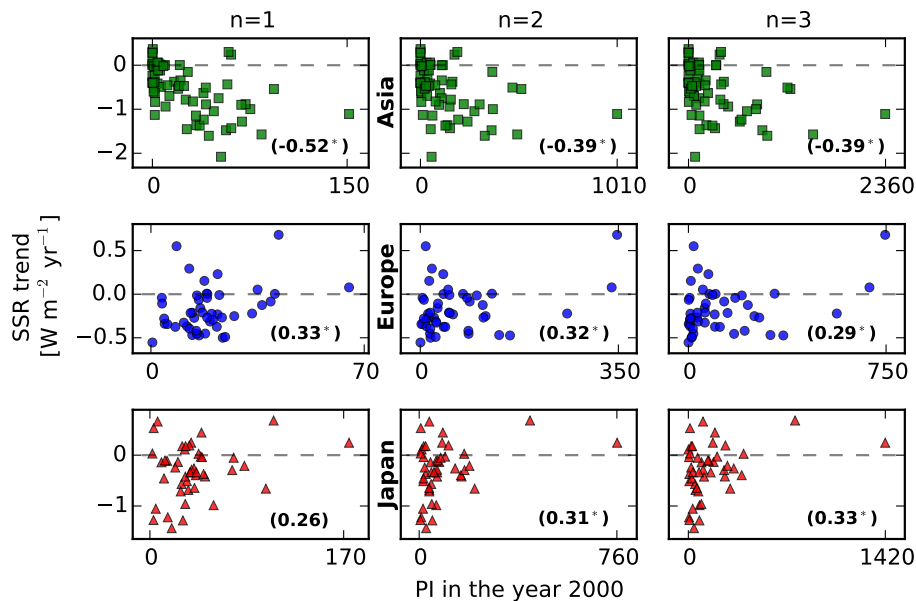 n=1 n=2 n=3
0
−1
−2
(-0.52*) (-0.39*) (-0.39*)
Asia
0 150 0 1010 0 2360
SSR trend
[W m⁻² yr⁻¹]
0.5
0.0
−0.5
(0.33*) (0.32*) (0.29*)
Europe
0 70 0 350 0 750
0
−1
(0.26) (0.31*) (0.33*)
Japan
0 170 0 760 0 1420
PI in the year 2000